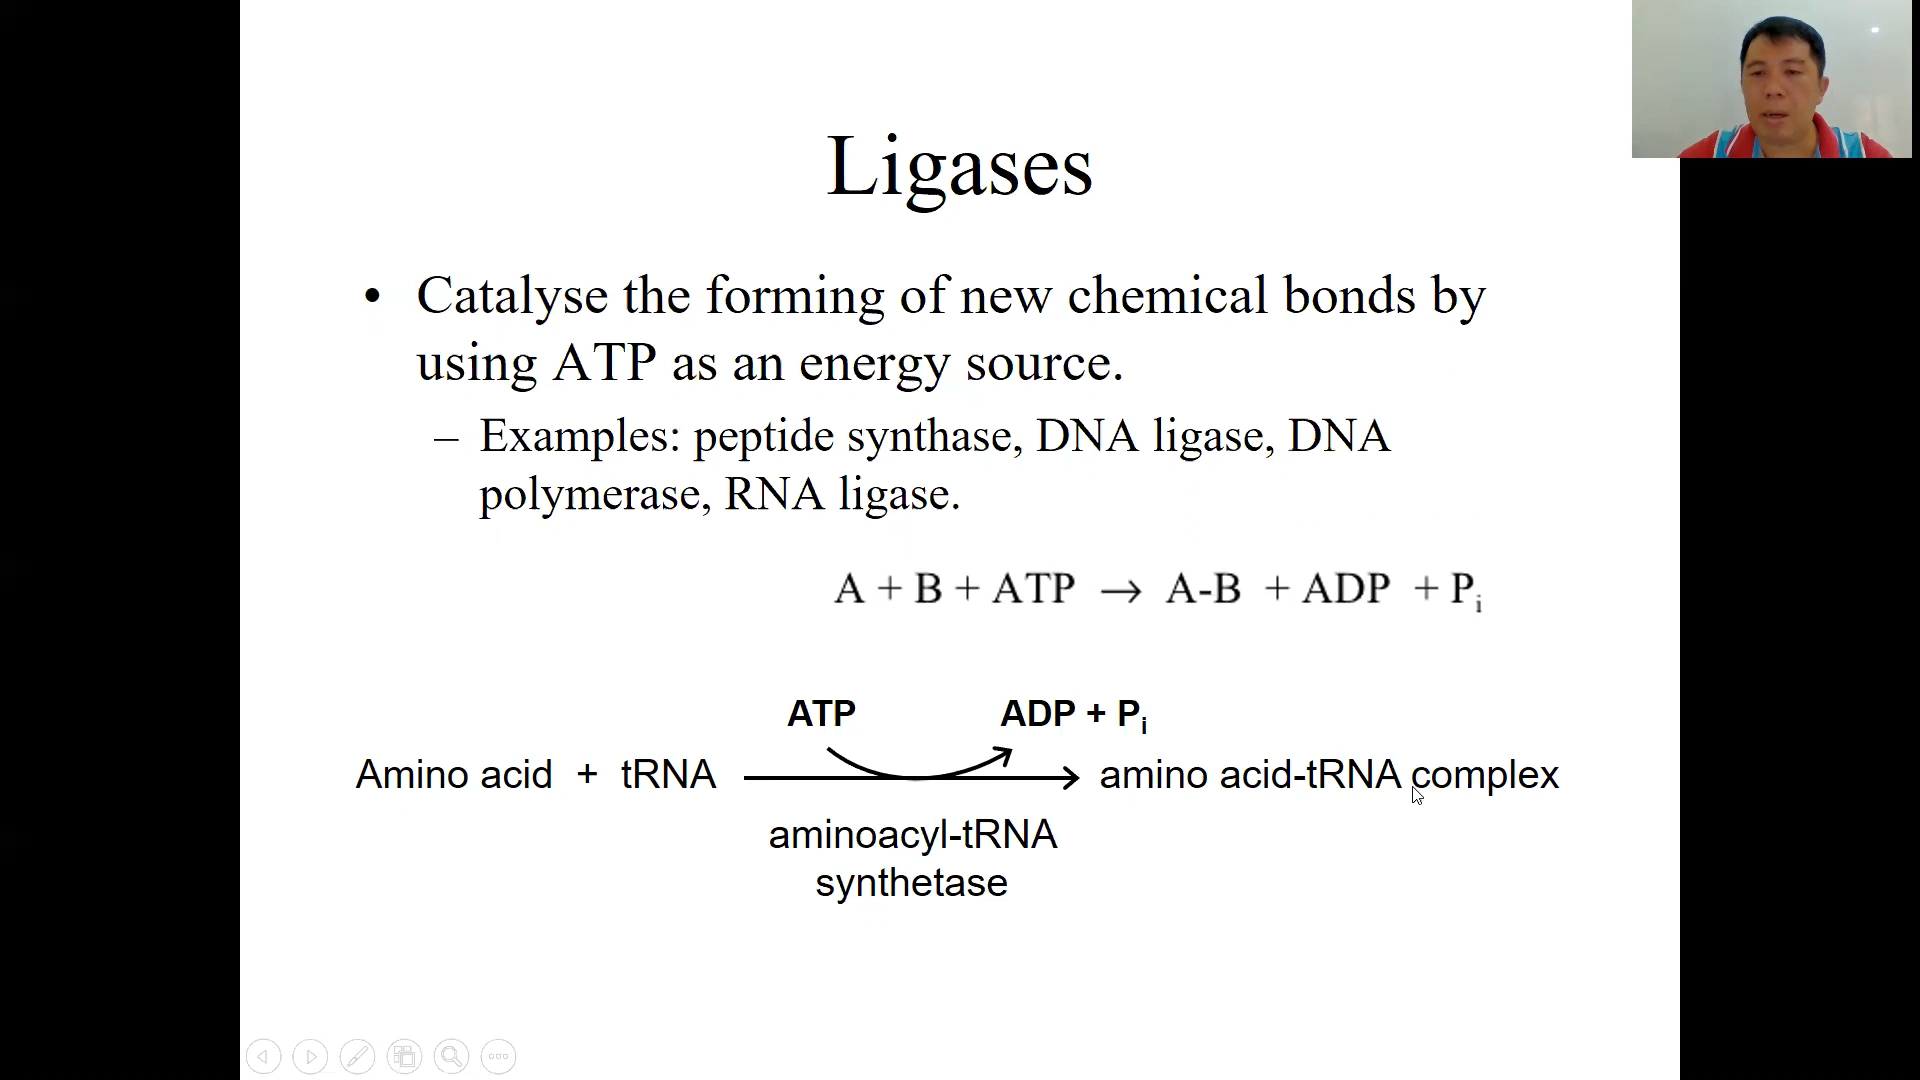 Ligases
• Catalyse the forming of new chemical bonds by
using ATP as an energy source.
– Examples: peptide synthase, DNA ligase, DNA
polymerase, RNA ligase.
A + B + ATP → A-B + ADP + Pi
ATP ADP + Pi
Amino acid + tRNA → amino acid-tRNA complex
aminoacyl-tRNA
synthetase